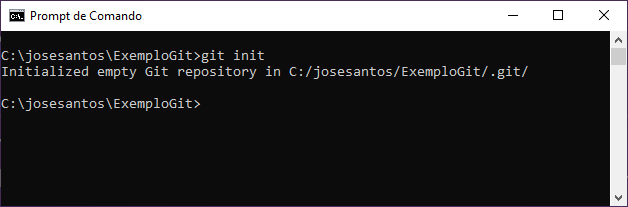 Prompt de Comando
C:\josesantos\ExemploGit>git init
Initialized empty Git repository in C:/josesantos/ExemploGit/.git/
C:\josesantos\ExemploGit>